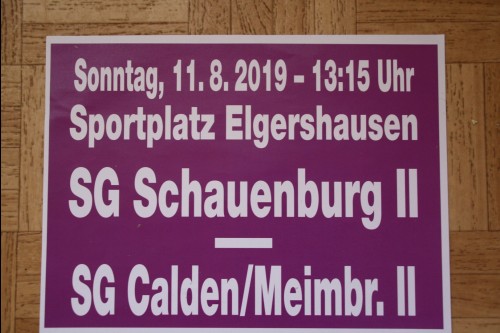 Sonntag, 11. 8. 2019 – 13:15 Uhr
Sportplatz Elgershausen
SG Schauenburg II
—
SG Calden/Meimbr. II